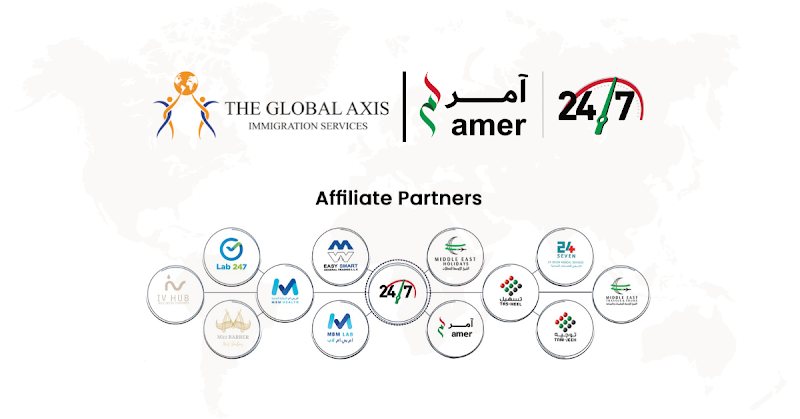 THE GLOBAL AXIS
IMMIGRATION SERVICES
آمر
amer
24/7
Affiliate Partners
Lab 247
EASY SMART
GENERAL TRADING L.L.C
MIDDLE EAST
HOLIDAYS
24
SEVEN
IV HUB
MBM HEALTH
24/7
تسهيل
TAS-HEEL
MIDDLE EAST
MBM LAB
آمر
amer
توجيه
TAW-JEEH